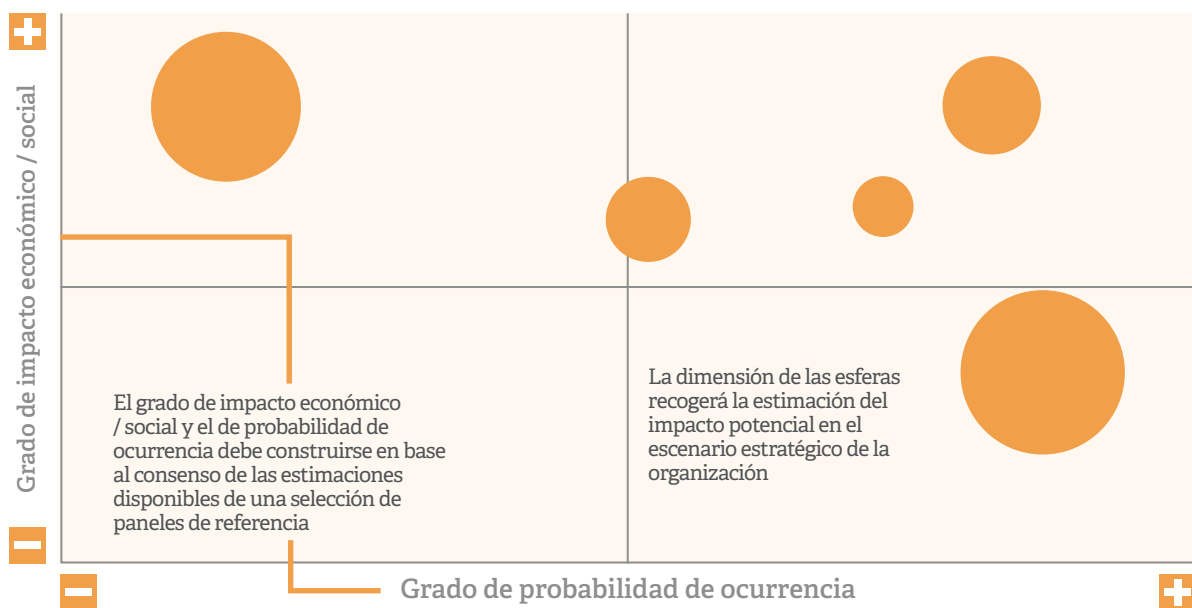 Grado de impacto económico / social
El grado de impacto económico
/ social y el de probabilidad de
ocurrencia debe construirse en base
al consenso de las estimaciones
disponibles de una selección de
paneles de referencia
La dimensión de las esferas
recogerá la estimación del
impacto potencial en el
escenario estratégico de la
organización
Grado de probabilidad de ocurrencia